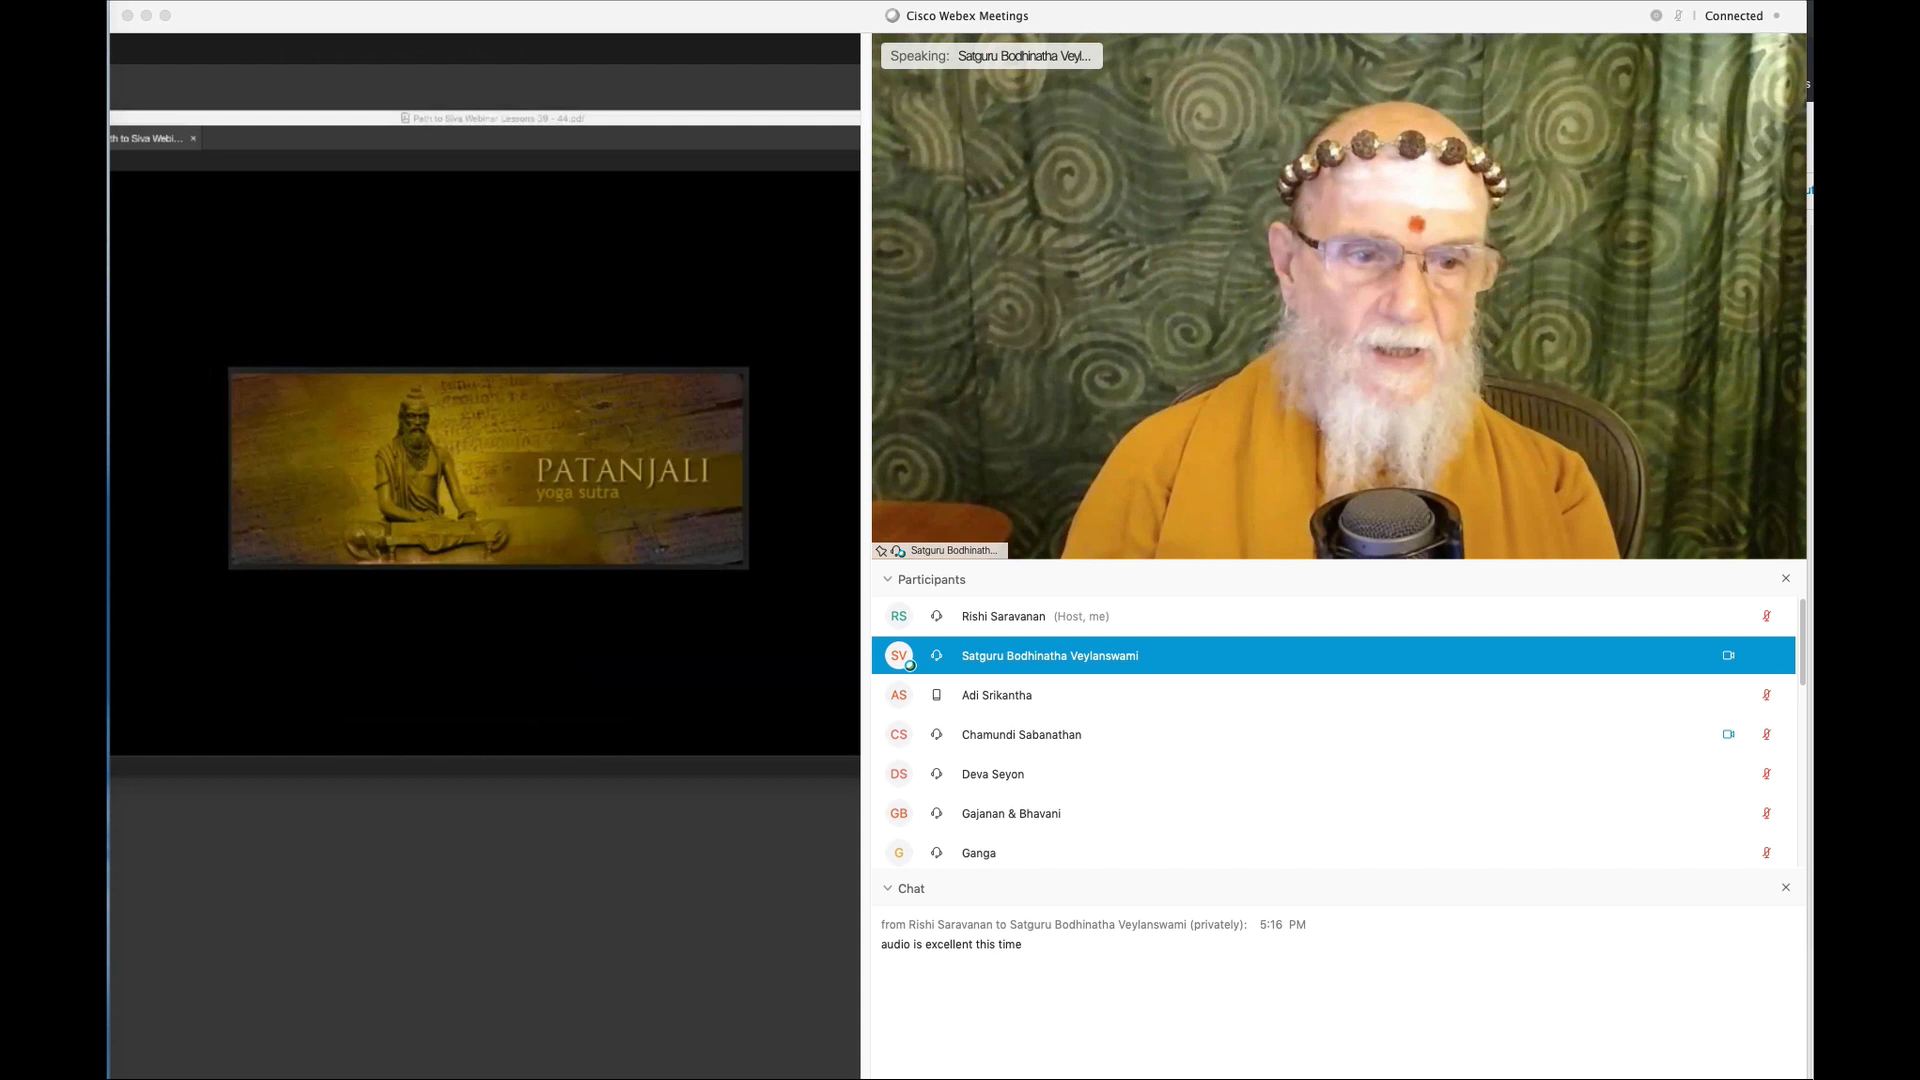 Cisco Webex Meetings
Connected
Speaking: Satguru Bodhinatha Veyl...
Path to Siva Webinar Lessons 39 - 44.pdf
th to Siva Webi... ×
PATANJALI
yoga sutra
Satguru Bodhinath...
Participants
RS Rishi Saravanan (Host, me)
SV Satguru Bodhinatha Veylanswami
AS Adi Srikantha
CS Chamundi Sabanathan
DS Deva Seyon
GB Gajanan & Bhavani
G Ganga
Chat
from Rishi Saravanan to Satguru Bodhinatha Veylanswami (privately): 5:16 PM
audio is excellent this time